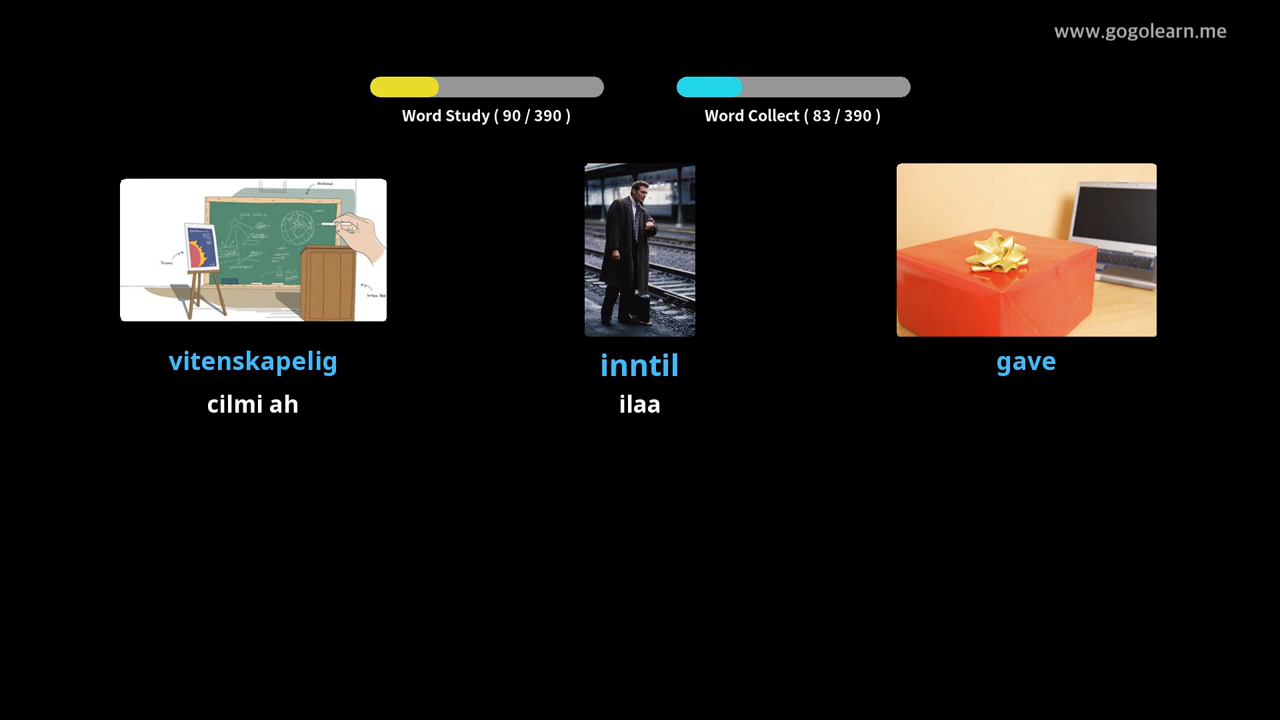 www.gogolearn.me
Word Study ( 90 / 390 )
Word Collect ( 83 / 390 )
vitenskapelig
inntil
gave
cilmi ah
ilaa